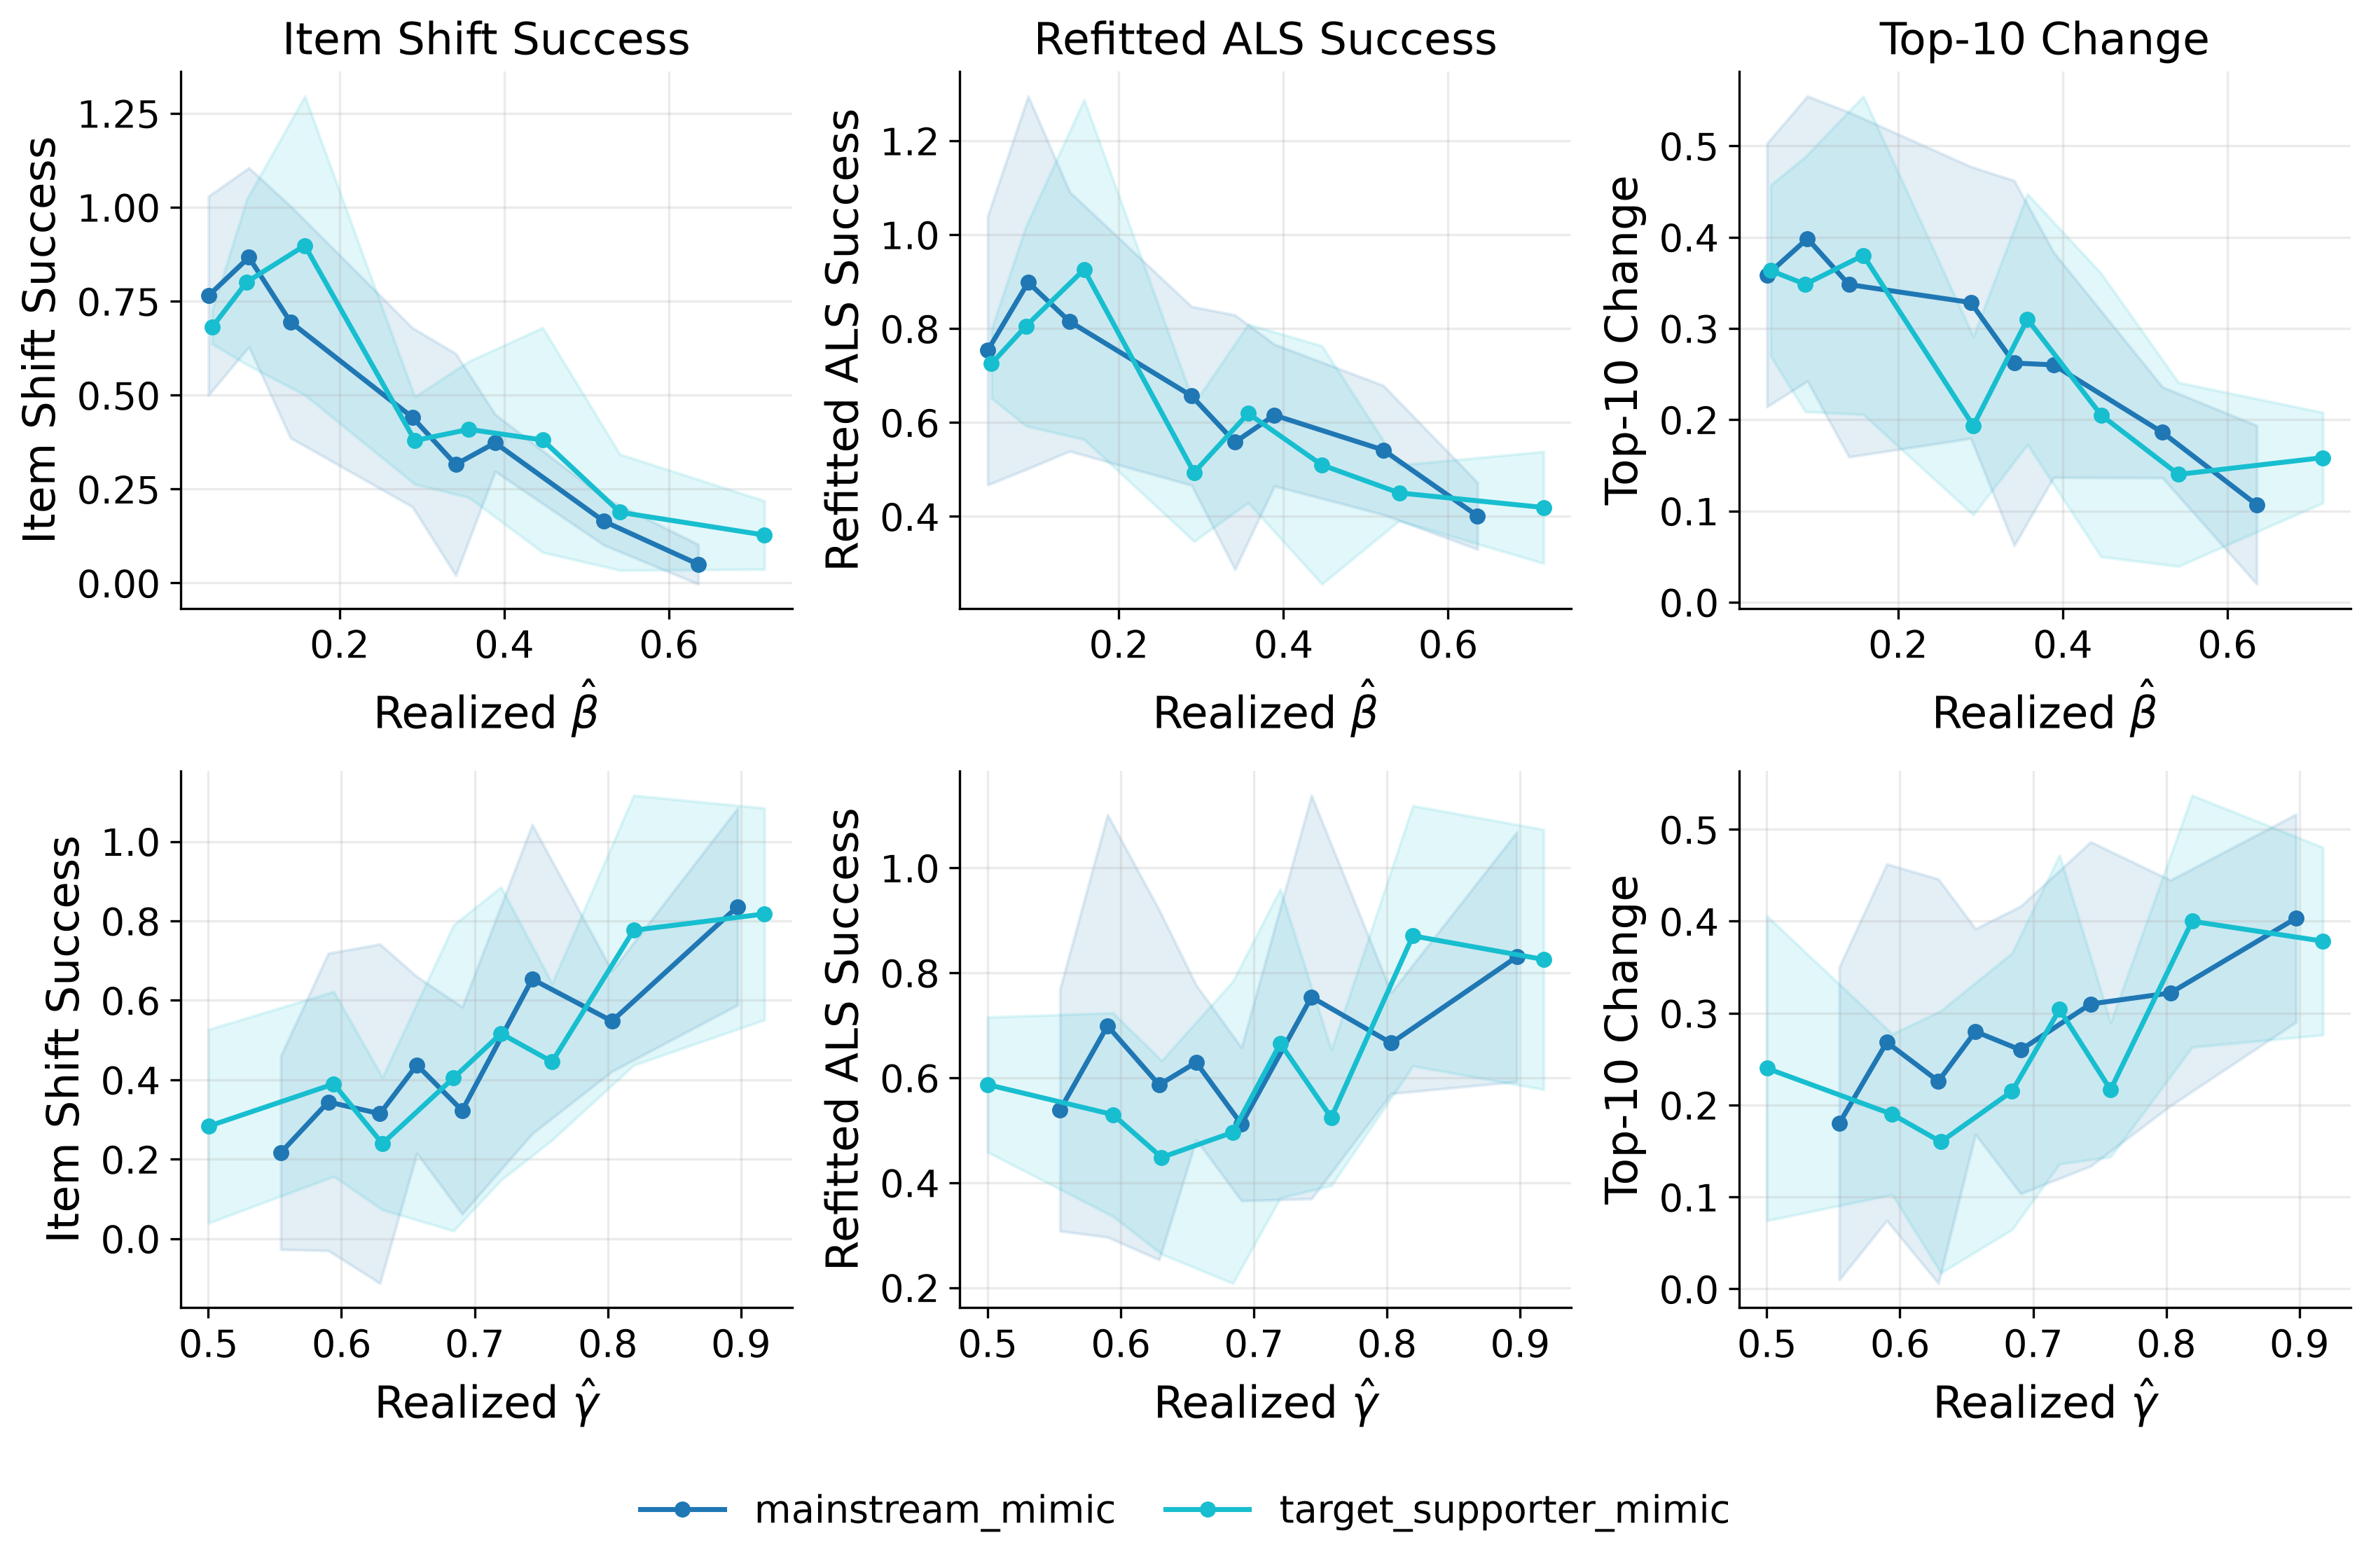 Item Shift Success
Refitted ALS Success
Top-10 Change
Item Shift Success
1.25
1.00
0.75
0.50
0.25
0.00
0.2 0.4 0.6
Realized β̂
Refitted ALS Success
1.2
1.0
0.8
0.6
0.4
0.2 0.4 0.6
Realized β̂
Top-10 Change
0.5
0.4
0.3
0.2
0.1
0.0
0.2 0.4 0.6
Realized β̂
Item Shift Success
1.0
0.8
0.6
0.4
0.2
0.0
0.5 0.6 0.7 0.8 0.9
Realized γ̂
Refitted ALS Success
1.0
0.8
0.6
0.4
0.2
0.5 0.6 0.7 0.8 0.9
Realized γ̂
Top-10 Change
0.5
0.4
0.3
0.2
0.1
0.0
0.5 0.6 0.7 0.8 0.9
Realized γ̂
mainstream_mimic
target_supporter_mimic